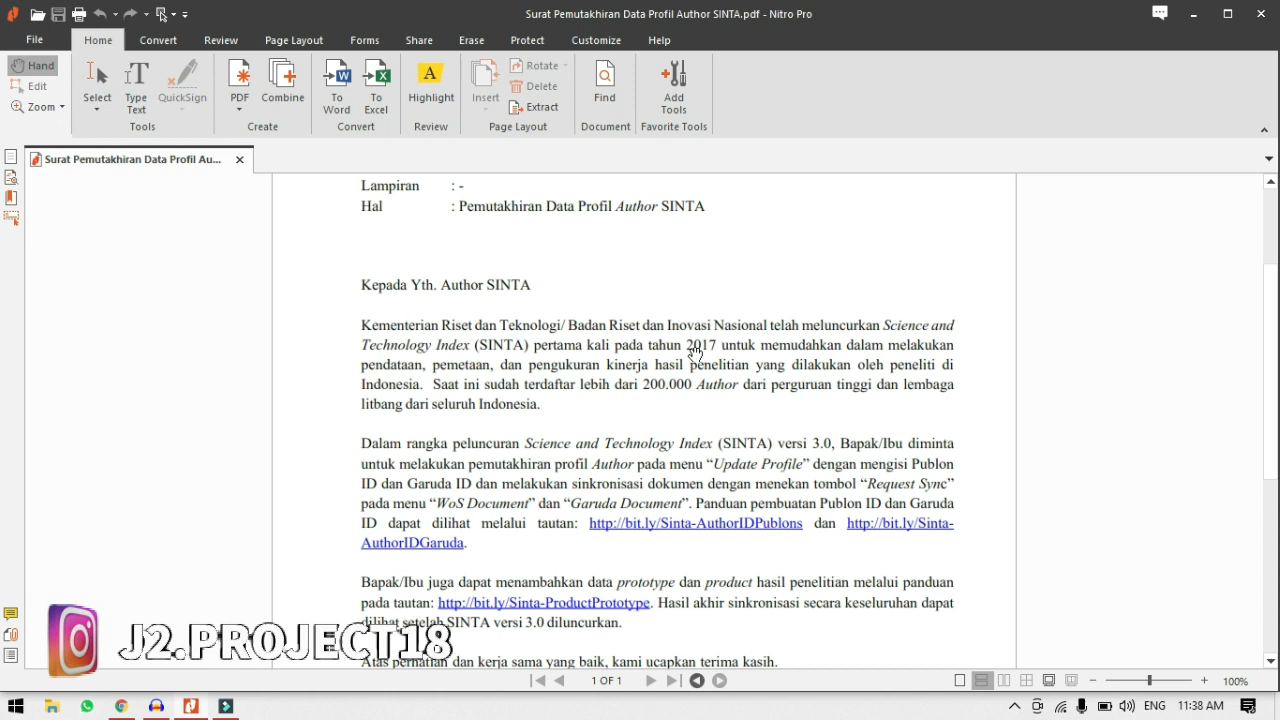 Surat Pemutakhiran Data Profil Author SINTA.pdf - Nitro Pro
File Home Convert Review Page Layout Forms Share Erase Protect Customize Help
Hand
Edit
Zoom
Select
Type Text
QuickSign
Tools
PDF
Combine
Create
To Word
To Excel
Convert
Highlight
Review
Insert
Rotate
Delete
Extract
Page Layout
Find
Document
Add Tools
Favorite Tools
Surat Pemutakhiran Data Profil Au...
Lampiran : -
Hal : Pemutakhiran Data Profil Author SINTA
Kepada Yth. Author SINTA
Kementerian Riset dan Teknologi/ Badan Riset dan Inovasi Nasional telah meluncurkan Science and
Technology Index (SINTA) pertama kali pada tahun 2017 untuk memudahkan dalam melakukan
pendataan, pemetaan, dan pengukuran kinerja hasil penelitian yang dilakukan oleh peneliti di
Indonesia. Saat ini sudah terdaftar lebih dari 200.000 Author dari perguruan tinggi dan lembaga
litbang dari seluruh Indonesia.
Dalam rangka peluncuran Science and Technology Index (SINTA) versi 3.0, Bapak/Ibu diminta
untuk melakukan pemutakhiran profil Author pada menu “Update Profile” dengan mengisi Publon
ID dan Garuda ID dan melakukan sinkronisasi dokumen dengan menekan tombol “Request Sync”
pada menu “WoS Document” dan “Garuda Document”. Panduan pembuatan Publon ID dan Garuda
ID dapat dilihat melalui tautan: http://bit.ly/Sinta-AuthorIDPublons dan http://bit.ly/Sinta-
AuthorIDGaruda.
Bapak/Ibu juga dapat menambahkan data prototype dan product hasil penelitian melalui panduan
pada tautan: http://bit.ly/Sinta-ProductPrototype. Hasil akhir sinkronisasi secara keseluruhan dapat
dilihat setelah SINTA versi 3.0 diluncurkan.
J2.PROJECT18
Atas perhatian dan kerja sama yang baik, kami ucapkan terima kasih.
1 OF 1
100%
ENG 11:38 AM